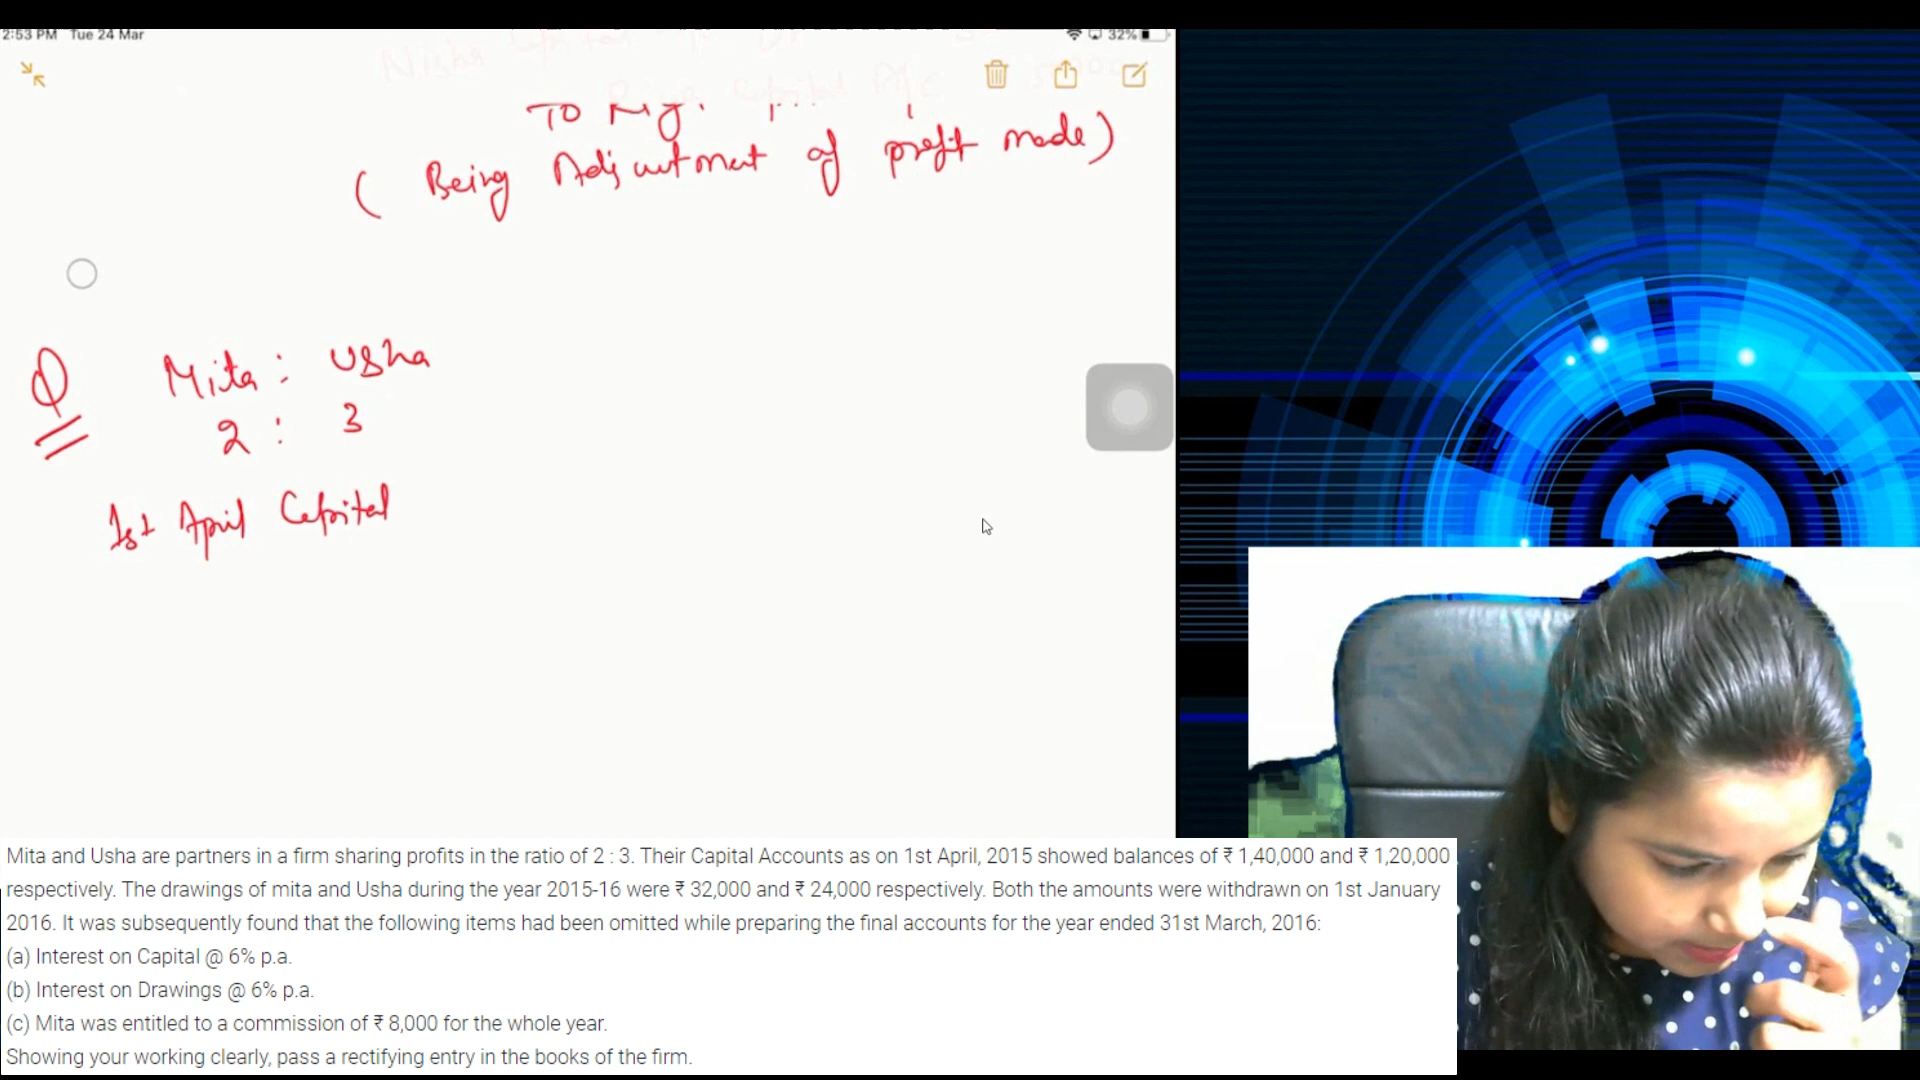 2:53 PM Tue 24 Mar
32%
Nisha Capital
Capital A/c
To
( Being Adjustment of profit made)
Q Mita : Usha
2 : 3
1st April Capital
Mita and Usha are partners in a firm sharing profits in the ratio of 2 : 3. Their Capital Accounts as on 1st April, 2015 showed balances of ₹ 1,40,000 and ₹ 1,20,000
respectively. The drawings of mita and Usha during the year 2015-16 were ₹ 32,000 and ₹ 24,000 respectively. Both the amounts were withdrawn on 1st January
2016. It was subsequently found that the following items had been omitted while preparing the final accounts for the year ended 31st March, 2016:
(a) Interest on Capital @ 6% p.a.
(b) Interest on Drawings @ 6% p.a.
(c) Mita was entitled to a commission of ₹ 8,000 for the whole year.
Showing your working clearly, pass a rectifying entry in the books of the firm.